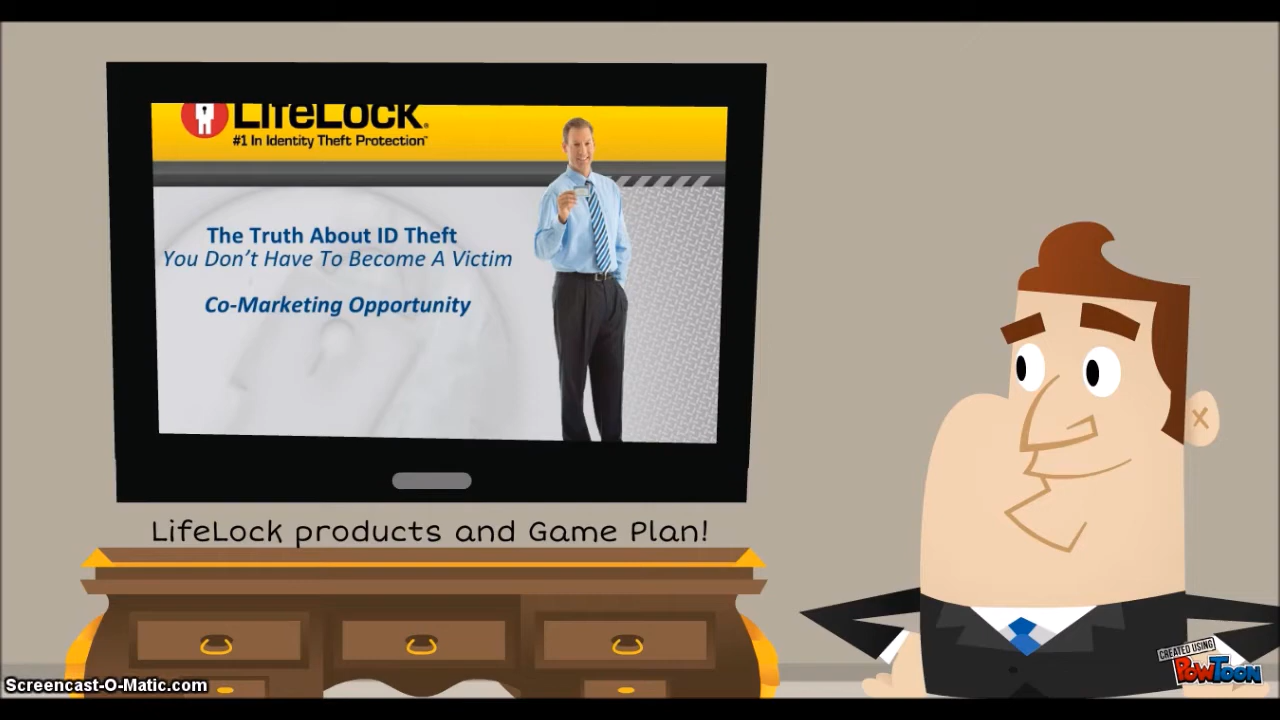 LifeLock®
#1 In Identity Theft Protection™
The Truth About ID Theft
You Don't Have To Become A Victim
Co-Marketing Opportunity
LifeLock products and Game Plan!
CREATED USING
POWTOON
Screencast-O-Matic.com